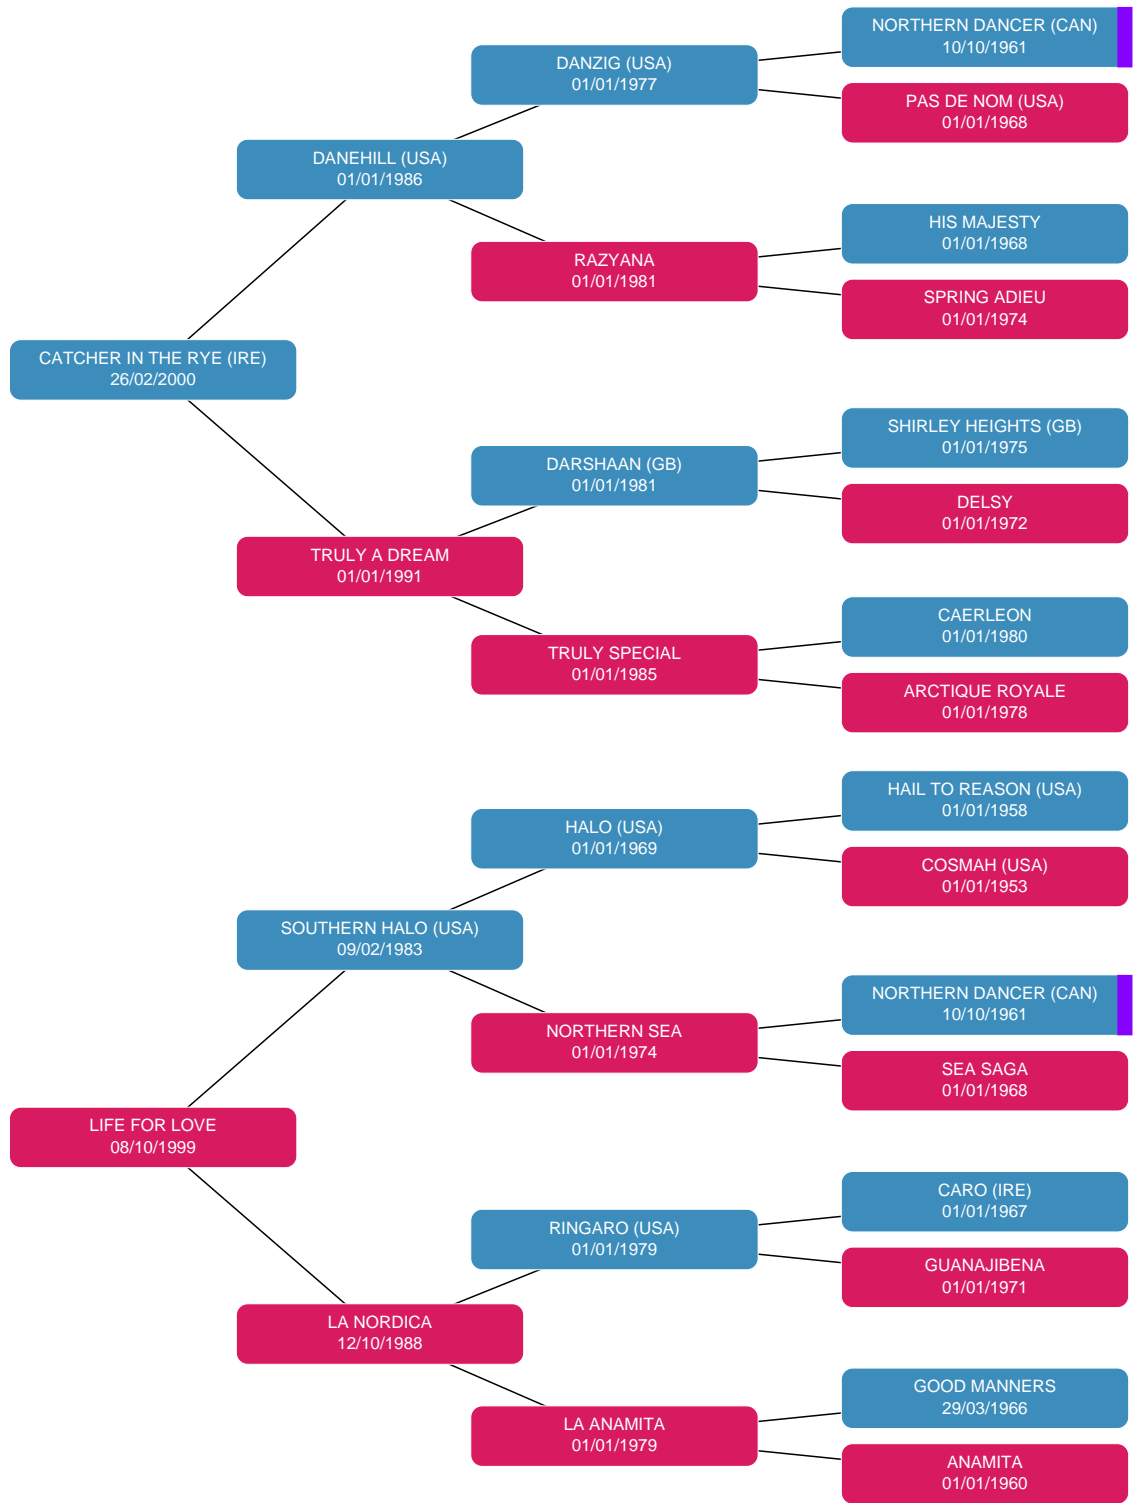 NORTHERN DANCER (CAN)
10/10/1961
DANZIG (USA)
01/01/1977
PAS DE NOM (USA)
01/01/1968
DANEHILL (USA)
01/01/1986
HIS MAJESTY
01/01/1968
RAZYANA
01/01/1981
SPRING ADIEU
01/01/1974
CATCHER IN THE RYE (IRE)
26/02/2000
SHIRLEY HEIGHTS (GB)
01/01/1975
DARSHAAN (GB)
01/01/1981
DELSY
01/01/1972
TRULY A DREAM
01/01/1991
CAERLEON
01/01/1980
TRULY SPECIAL
01/01/1985
ARCTIQUE ROYALE
01/01/1978
HAIL TO REASON (USA)
01/01/1958
HALO (USA)
01/01/1969
COSMAH (USA)
01/01/1953
SOUTHERN HALO (USA)
09/02/1983
NORTHERN DANCER (CAN)
10/10/1961
NORTHERN SEA
01/01/1974
SEA SAGA
01/01/1968
LIFE FOR LOVE
08/10/1999
CARO (IRE)
01/01/1967
RINGARO (USA)
01/01/1979
GUANAJIBENA
01/01/1971
LA NORDICA
12/10/1988
GOOD MANNERS
29/03/1966
LA ANAMITA
01/01/1979
ANAMITA
01/01/1960